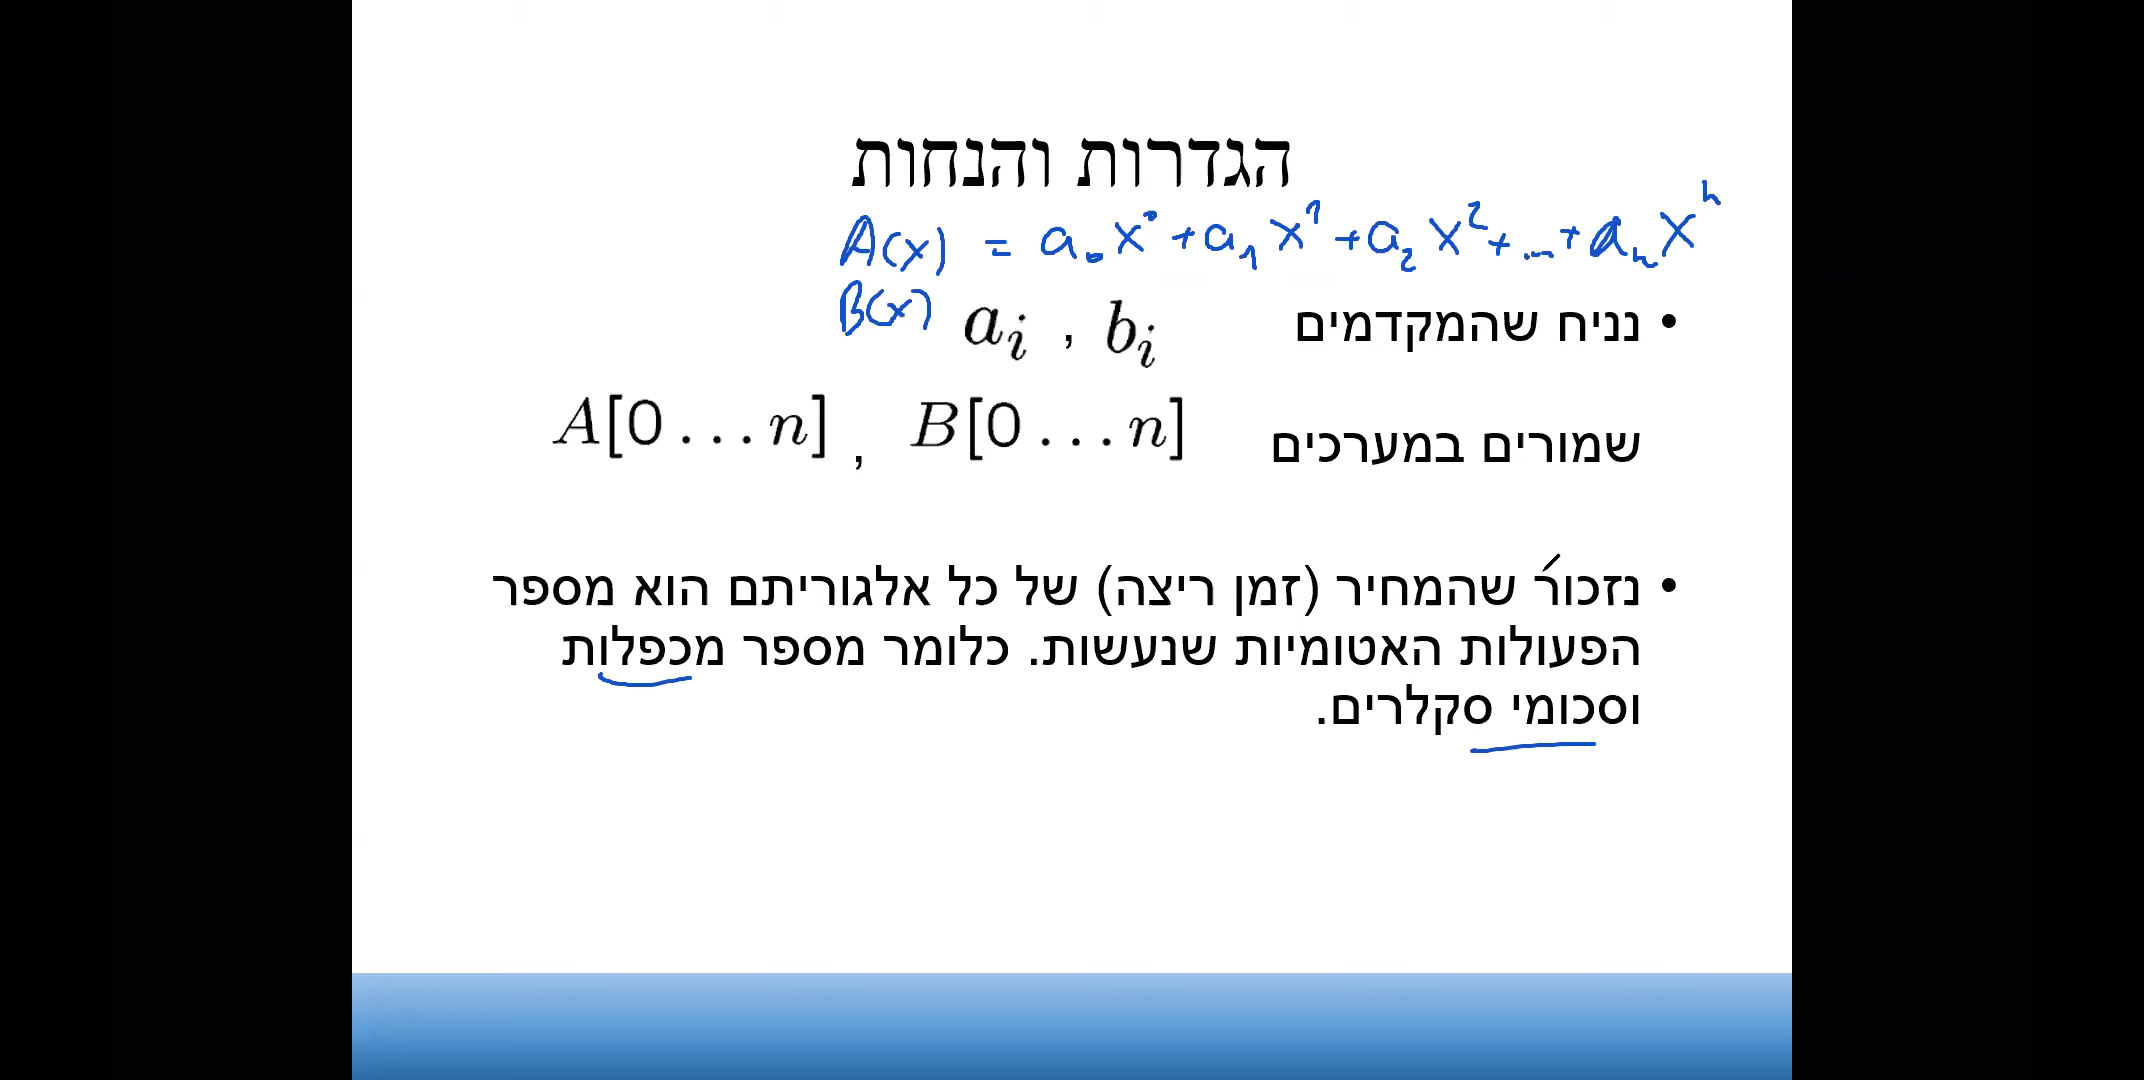 הגדרות והנחות
A(x) = a₀x⁰ + a₁x¹ + a₂x² + ... + aₙxⁿ
B(x)
• נניח שהמקדמים aᵢ , bᵢ
שמורים במערכים A[0...n] , B[0...n]
• נזכור שהמחיר (זמן ריצה) של כל אלגוריתם הוא מספר
הפעולות האטומיות שנעשות. כלומר מספר מכפלות
וסכומי סקלרים.